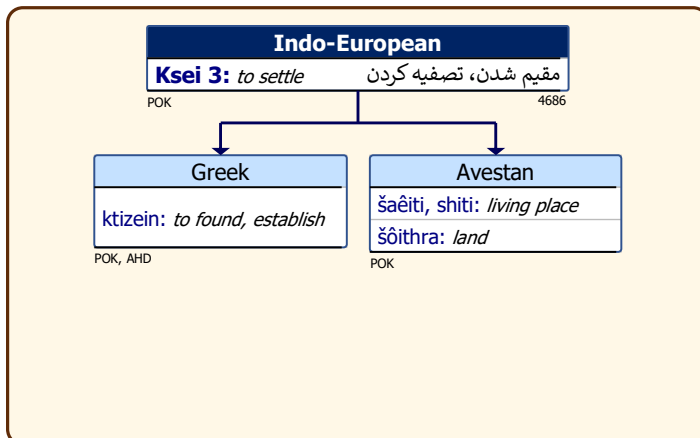 Indo-European
Ksei 3: to settle مقیم شدن، تصفیه کردن
POK 4686
Greek
ktizein: to found, establish
POK, AHD
Avestan
šaêiti, shiti: living place
šôithra: land
POK